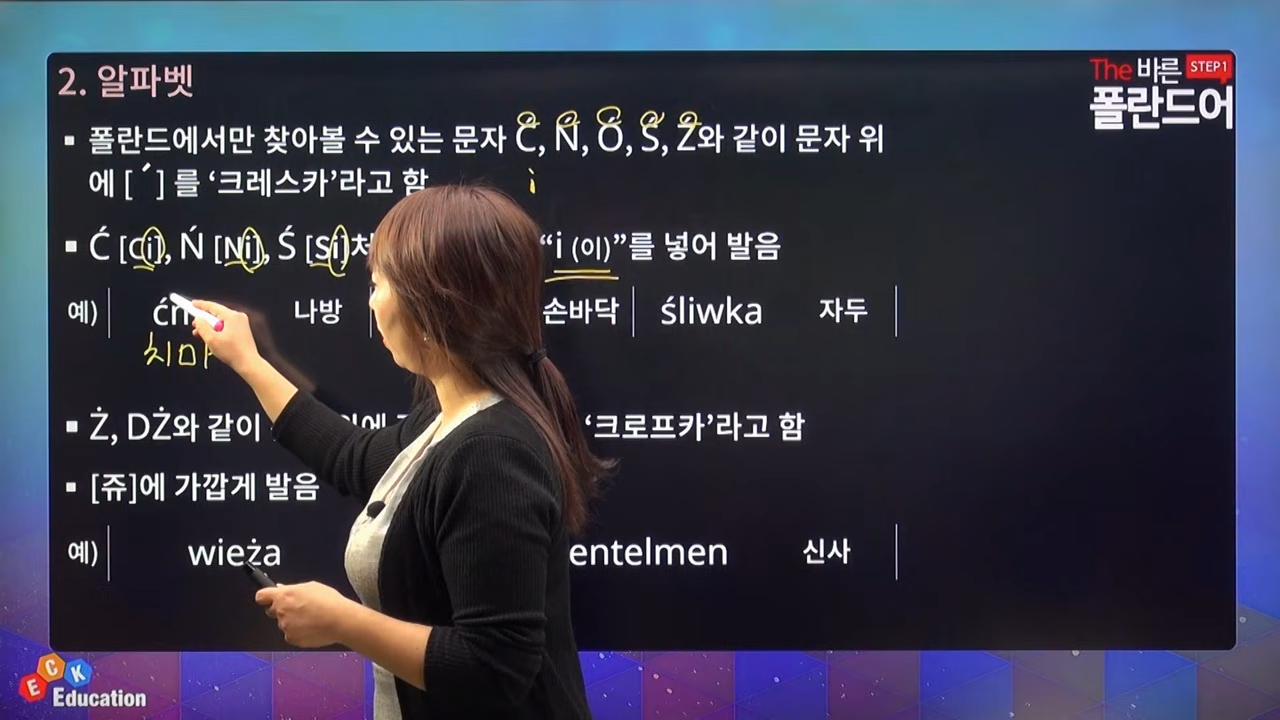 2. 알파벳
The 바른 STEP1
폴란드어
▪ 폴란드에서만 찾아볼 수 있는 문자 Ć, Ń, Ó, Ś, Ź와 같이 문자 위
에 [ ´ ] 를 ‘크레스카’라고 함
i
▪ Ć [Ci], Ń [Ni], Ś [Si]처 “i (이)”를 넣어 발음
예) 나방 손바닥 śliwka 자두
치마
▪ Ż, DŻ와 같이 ‘크로프카’라고 함
▪ [쥬]에 가깝게 발음
예) wieża entelmen 신사
ECK
Education